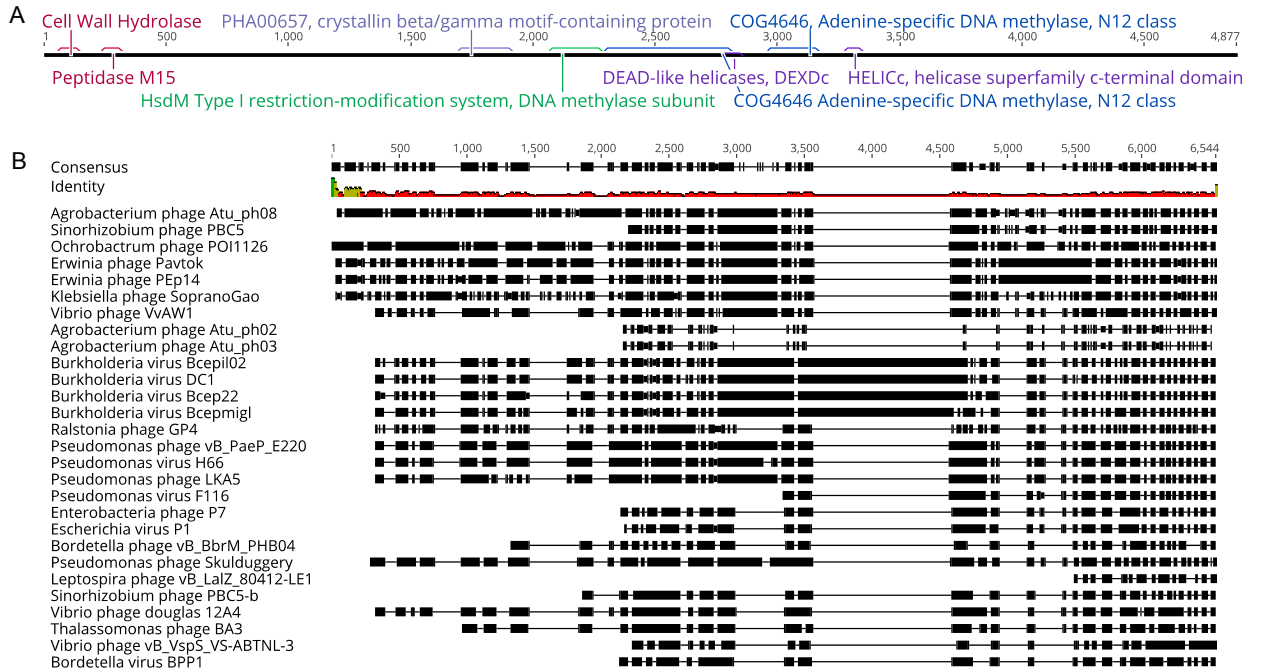 A
Cell Wall Hydrolase PHA00657, crystallin beta/gamma motif-containing protein COG4646, Adenine-specific DNA methylase, N12 class
1 500 1,000 1,500 2,000 2,500 3,000 3,500 4,000 4,500 4,877
Peptidase M15 DEAD-like helicases, DEXDc HELICc, helicase superfamily c-terminal domain
HsdM Type I restriction-modification system, DNA methylase subunit COG4646 Adenine-specific DNA methylase, N12 class
B
1 500 1,000 1,500 2,000 2,500 3,000 3,500 4,000 4,500 5,000 5,500 6,000 6,544
Consensus
Identity
Agrobacterium phage Atu_ph08
Sinorhizobium phage PBC5
Ochrobactrum phage POI1126
Erwinia phage Pavtok
Erwinia phage PEp14
Klebsiella phage SopranoGao
Vibrio phage VvAW1
Agrobacterium phage Atu_ph02
Agrobacterium phage Atu_ph03
Burkholderia virus Bcepil02
Burkholderia virus DC1
Burkholderia virus Bcep22
Burkholderia virus Bcepmigl
Ralstonia phage GP4
Pseudomonas phage vB_PaeP_E220
Pseudomonas virus H66
Pseudomonas phage LKA5
Pseudomonas virus F116
Enterobacteria phage P7
Escherichia virus P1
Bordetella phage vB_BbrM_PHB04
Pseudomonas phage Skulduggery
Leptospira phage vB_LalZ_80412-LE1
Sinorhizobium phage PBC5-b
Vibrio phage douglas 12A4
Thalassomonas phage BA3
Vibrio phage vB_VspS_VS-ABTNL-3
Bordetella virus BPP1